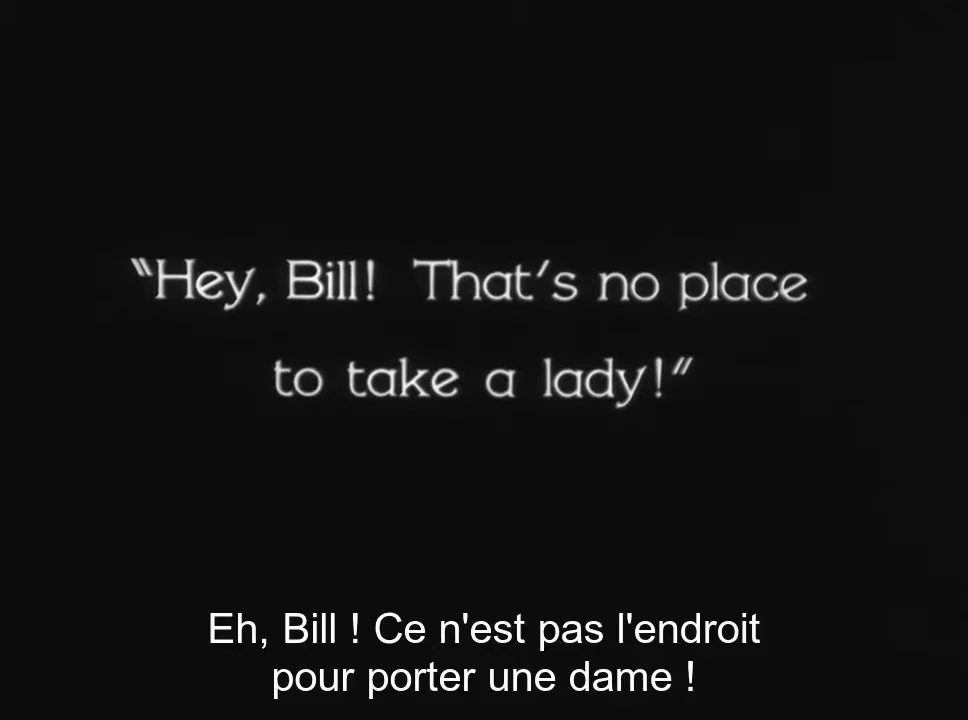 "Hey, Bill! That's no place
to take a lady!"
Eh, Bill ! Ce n'est pas l'endroit
pour porter une dame !